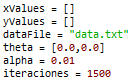 xValues = []
yValues = []
dataFile = "data.txt"
theta = [0.0,0.0]
alpha = 0.01
iteraciones = 1500